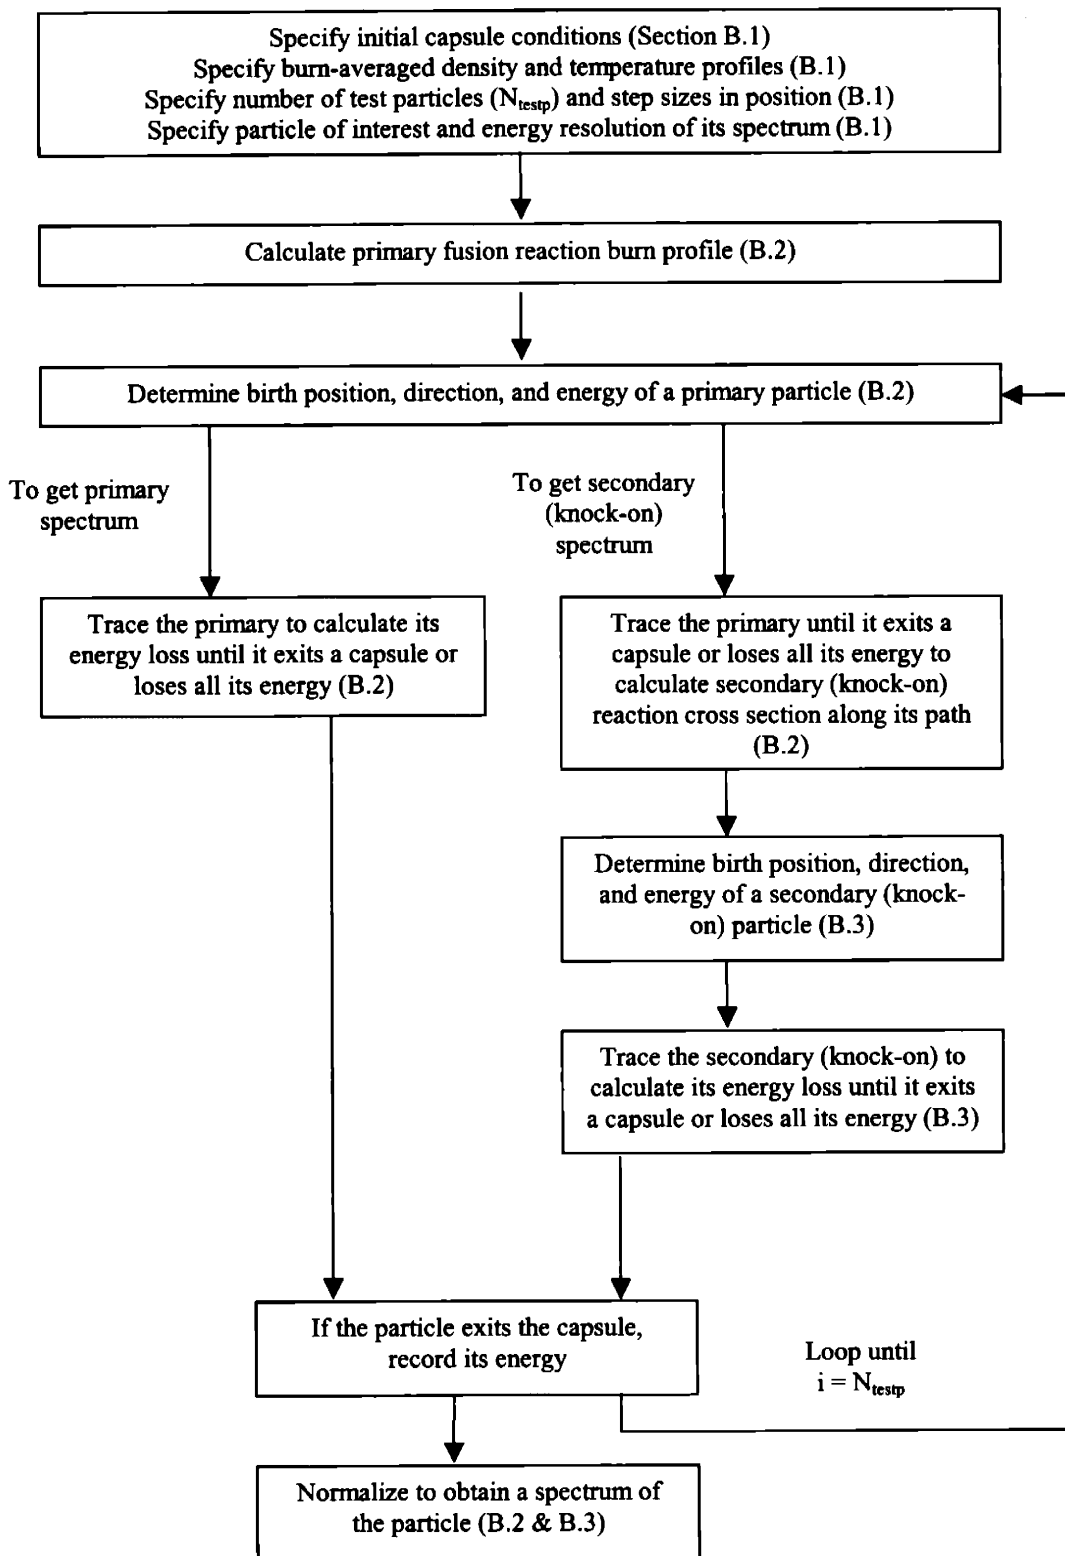 Specify initial capsule conditions (Section B.1)
Specify burn-averaged density and temperature profiles (B.1)
Specify number of test particles (N_testp) and step sizes in position (B.1)
Specify particle of interest and energy resolution of its spectrum (B.1)
Calculate primary fusion reaction burn profile (B.2)
Determine birth position, direction, and energy of a primary particle (B.2)
To get primary
spectrum
To get secondary
(knock-on)
spectrum
Trace the primary to calculate its
energy loss until it exits a capsule or
loses all its energy (B.2)
Trace the primary until it exits a
capsule or loses all its energy to
calculate secondary (knock-on)
reaction cross section along its path
(B.2)
Determine birth position, direction,
and energy of a secondary (knock-
on) particle (B.3)
Trace the secondary (knock-on) to
calculate its energy loss until it exits
a capsule or loses all its energy (B.3)
If the particle exits the capsule,
record its energy
Loop until
i = N_testp
Normalize to obtain a spectrum of
the particle (B.2 & B.3)